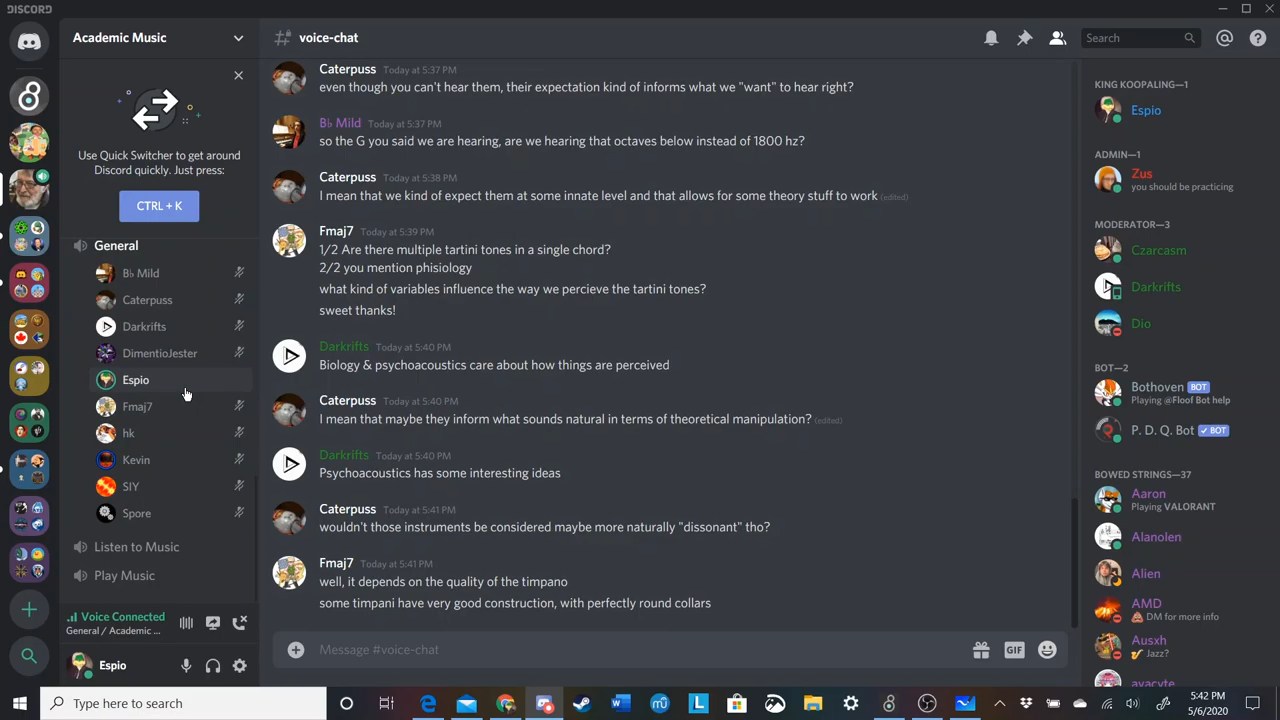 DISCORD
Academic Music
Use Quick Switcher to get around
Discord quickly. Just press:
CTRL + K
General
B♭ Mild
Caterpuss
Darkrifts
DimentioJester
Espio
Fmaj7
hk
Kevin
SIY
Spore
Listen to Music
Play Music
Voice Connected
General / Academic ...
Espio
voice-chat
Search
Caterpuss Today at 5:37 PM
even though you can't hear them, their expectation kind of informs what we "want" to hear right?
B♭ Mild Today at 5:37 PM
so the G you said we are hearing, are we hearing that octaves below instead of 1800 hz?
Caterpuss Today at 5:38 PM
I mean that we kind of expect them at some innate level and that allows for some theory stuff to work (edited)
Fmaj7 Today at 5:39 PM
1/2 Are there multiple tartini tones in a single chord?
2/2 you mention phisiology
what kind of variables influence the way we percieve the tartini tones?
sweet thanks!
Darkrifts Today at 5:40 PM
Biology & psychoacoustics care about how things are perceived
Caterpuss Today at 5:40 PM
I mean that maybe they inform what sounds natural in terms of theoretical manipulation? (edited)
Darkrifts Today at 5:40 PM
Psychoacoustics has some interesting ideas
Caterpuss Today at 5:41 PM
wouldn't those instruments be considered maybe more naturally "dissonant" tho?
Fmaj7 Today at 5:41 PM
well, it depends on the quality of the timpano
some timpani have very good construction, with perfectly round collars
Message #voice-chat
GIF
KING KOOPALING—1
Espio
ADMIN—1
Zus
you should be practicing
MODERATOR—3
Czarcasm
Darkrifts
Dio
BOT—2
Bothoven BOT
Playing @Floof Bot help
P. D. Q. Bot ✓ BOT
BOWED STRINGS—37
Aaron
Playing VALORANT
Alanolen
Alien
AMD
DM for more info
Ausxh
Jazz?
Type here to search
5:42 PM
5/6/2020